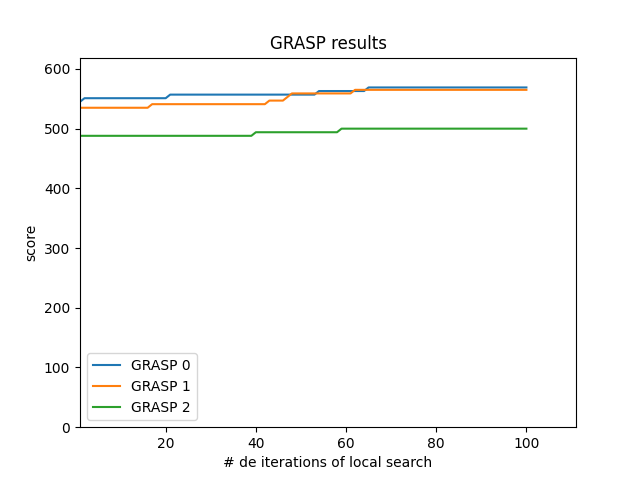 GRASP results
600
500
400
300
200
100
0
score
GRASP 0
GRASP 1
GRASP 2
20 40 60 80 100
# de iterations of local search